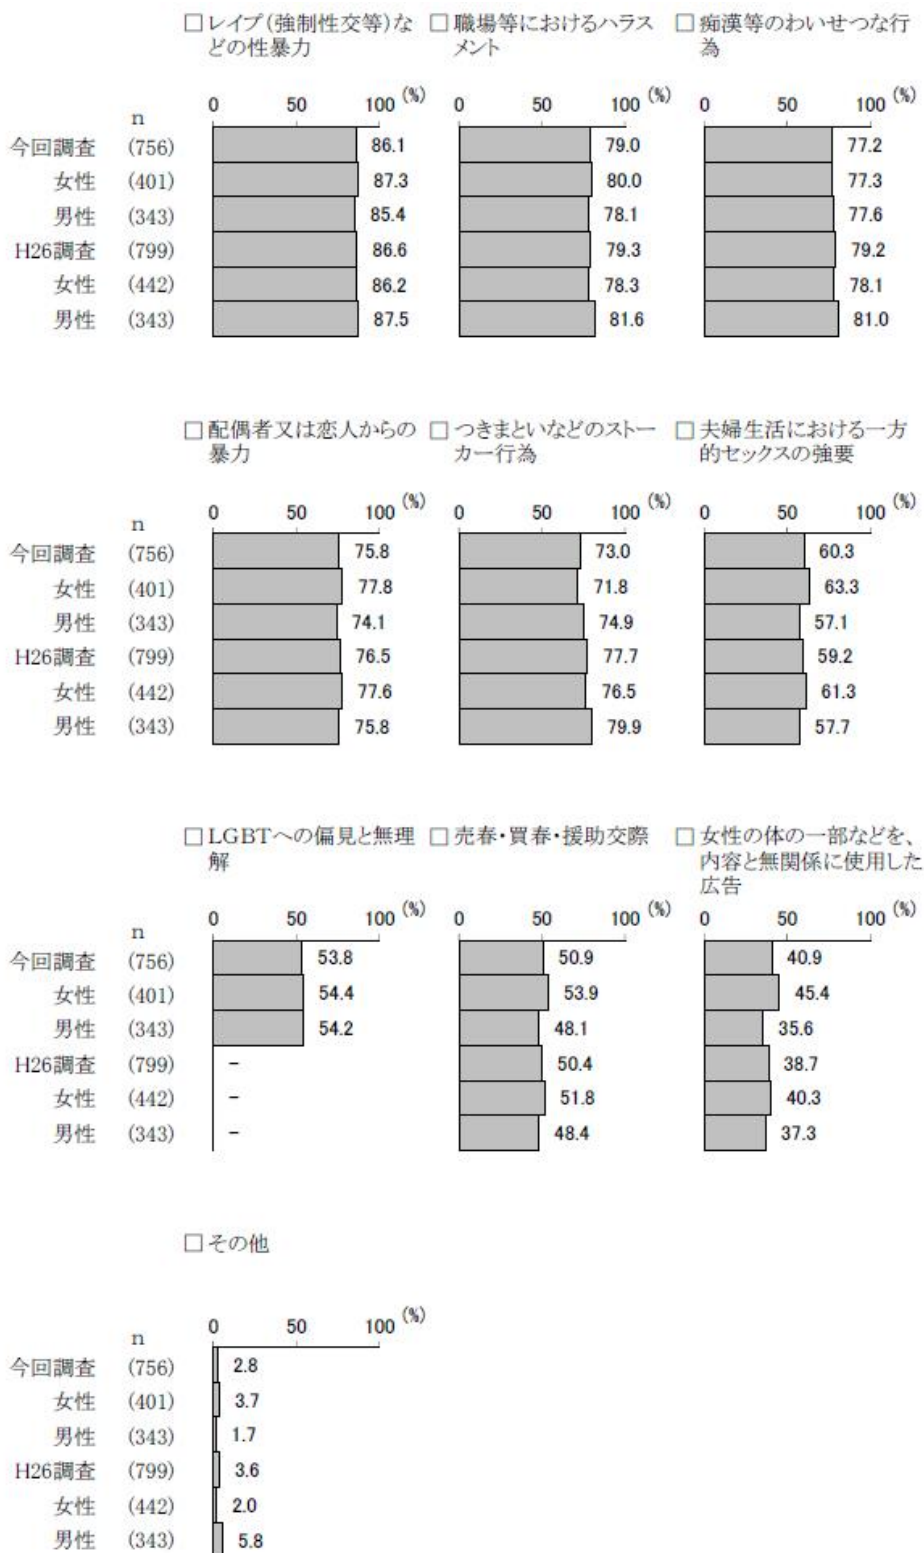 □レイプ(強制性交等)な □職場等におけるハラス □痴漢等のわいせつな行
どの性暴力 メント 為
0 50 100 (%) 0 50 100 (%) 0 50 100 (%)
n
今回調査 (756) 86.1 79.0 77.2
女性 (401) 87.3 80.0 77.3
男性 (343) 85.4 78.1 77.6
H26調査 (799) 86.6 79.3 79.2
女性 (442) 86.2 78.3 78.1
男性 (343) 87.5 81.6 81.0
□配偶者又は恋人からの □つきまといなどのストー □夫婦生活における一方
暴力 カー行為 的セックスの強要
0 50 100 (%) 0 50 100 (%) 0 50 100 (%)
n
今回調査 (756) 75.8 73.0 60.3
女性 (401) 77.8 71.8 63.3
男性 (343) 74.1 74.9 57.1
H26調査 (799) 76.5 77.7 59.2
女性 (442) 77.6 76.5 61.3
男性 (343) 75.8 79.9 57.7
□LGBTへの偏見と無理 □売春・買春・援助交際 □女性の体の一部などを、
解 内容と無関係に使用した
広告
0 50 100 (%) 0 50 100 (%) 0 50 100 (%)
n
今回調査 (756) 53.8 50.9 40.9
女性 (401) 54.4 53.9 45.4
男性 (343) 54.2 48.1 35.6
H26調査 (799) － 50.4 38.7
女性 (442) － 51.8 40.3
男性 (343) － 48.4 37.3
□その他
0 50 100 (%)
n
今回調査 (756) 2.8
女性 (401) 3.7
男性 (343) 1.7
H26調査 (799) 3.6
女性 (442) 2.0
男性 (343) 5.8